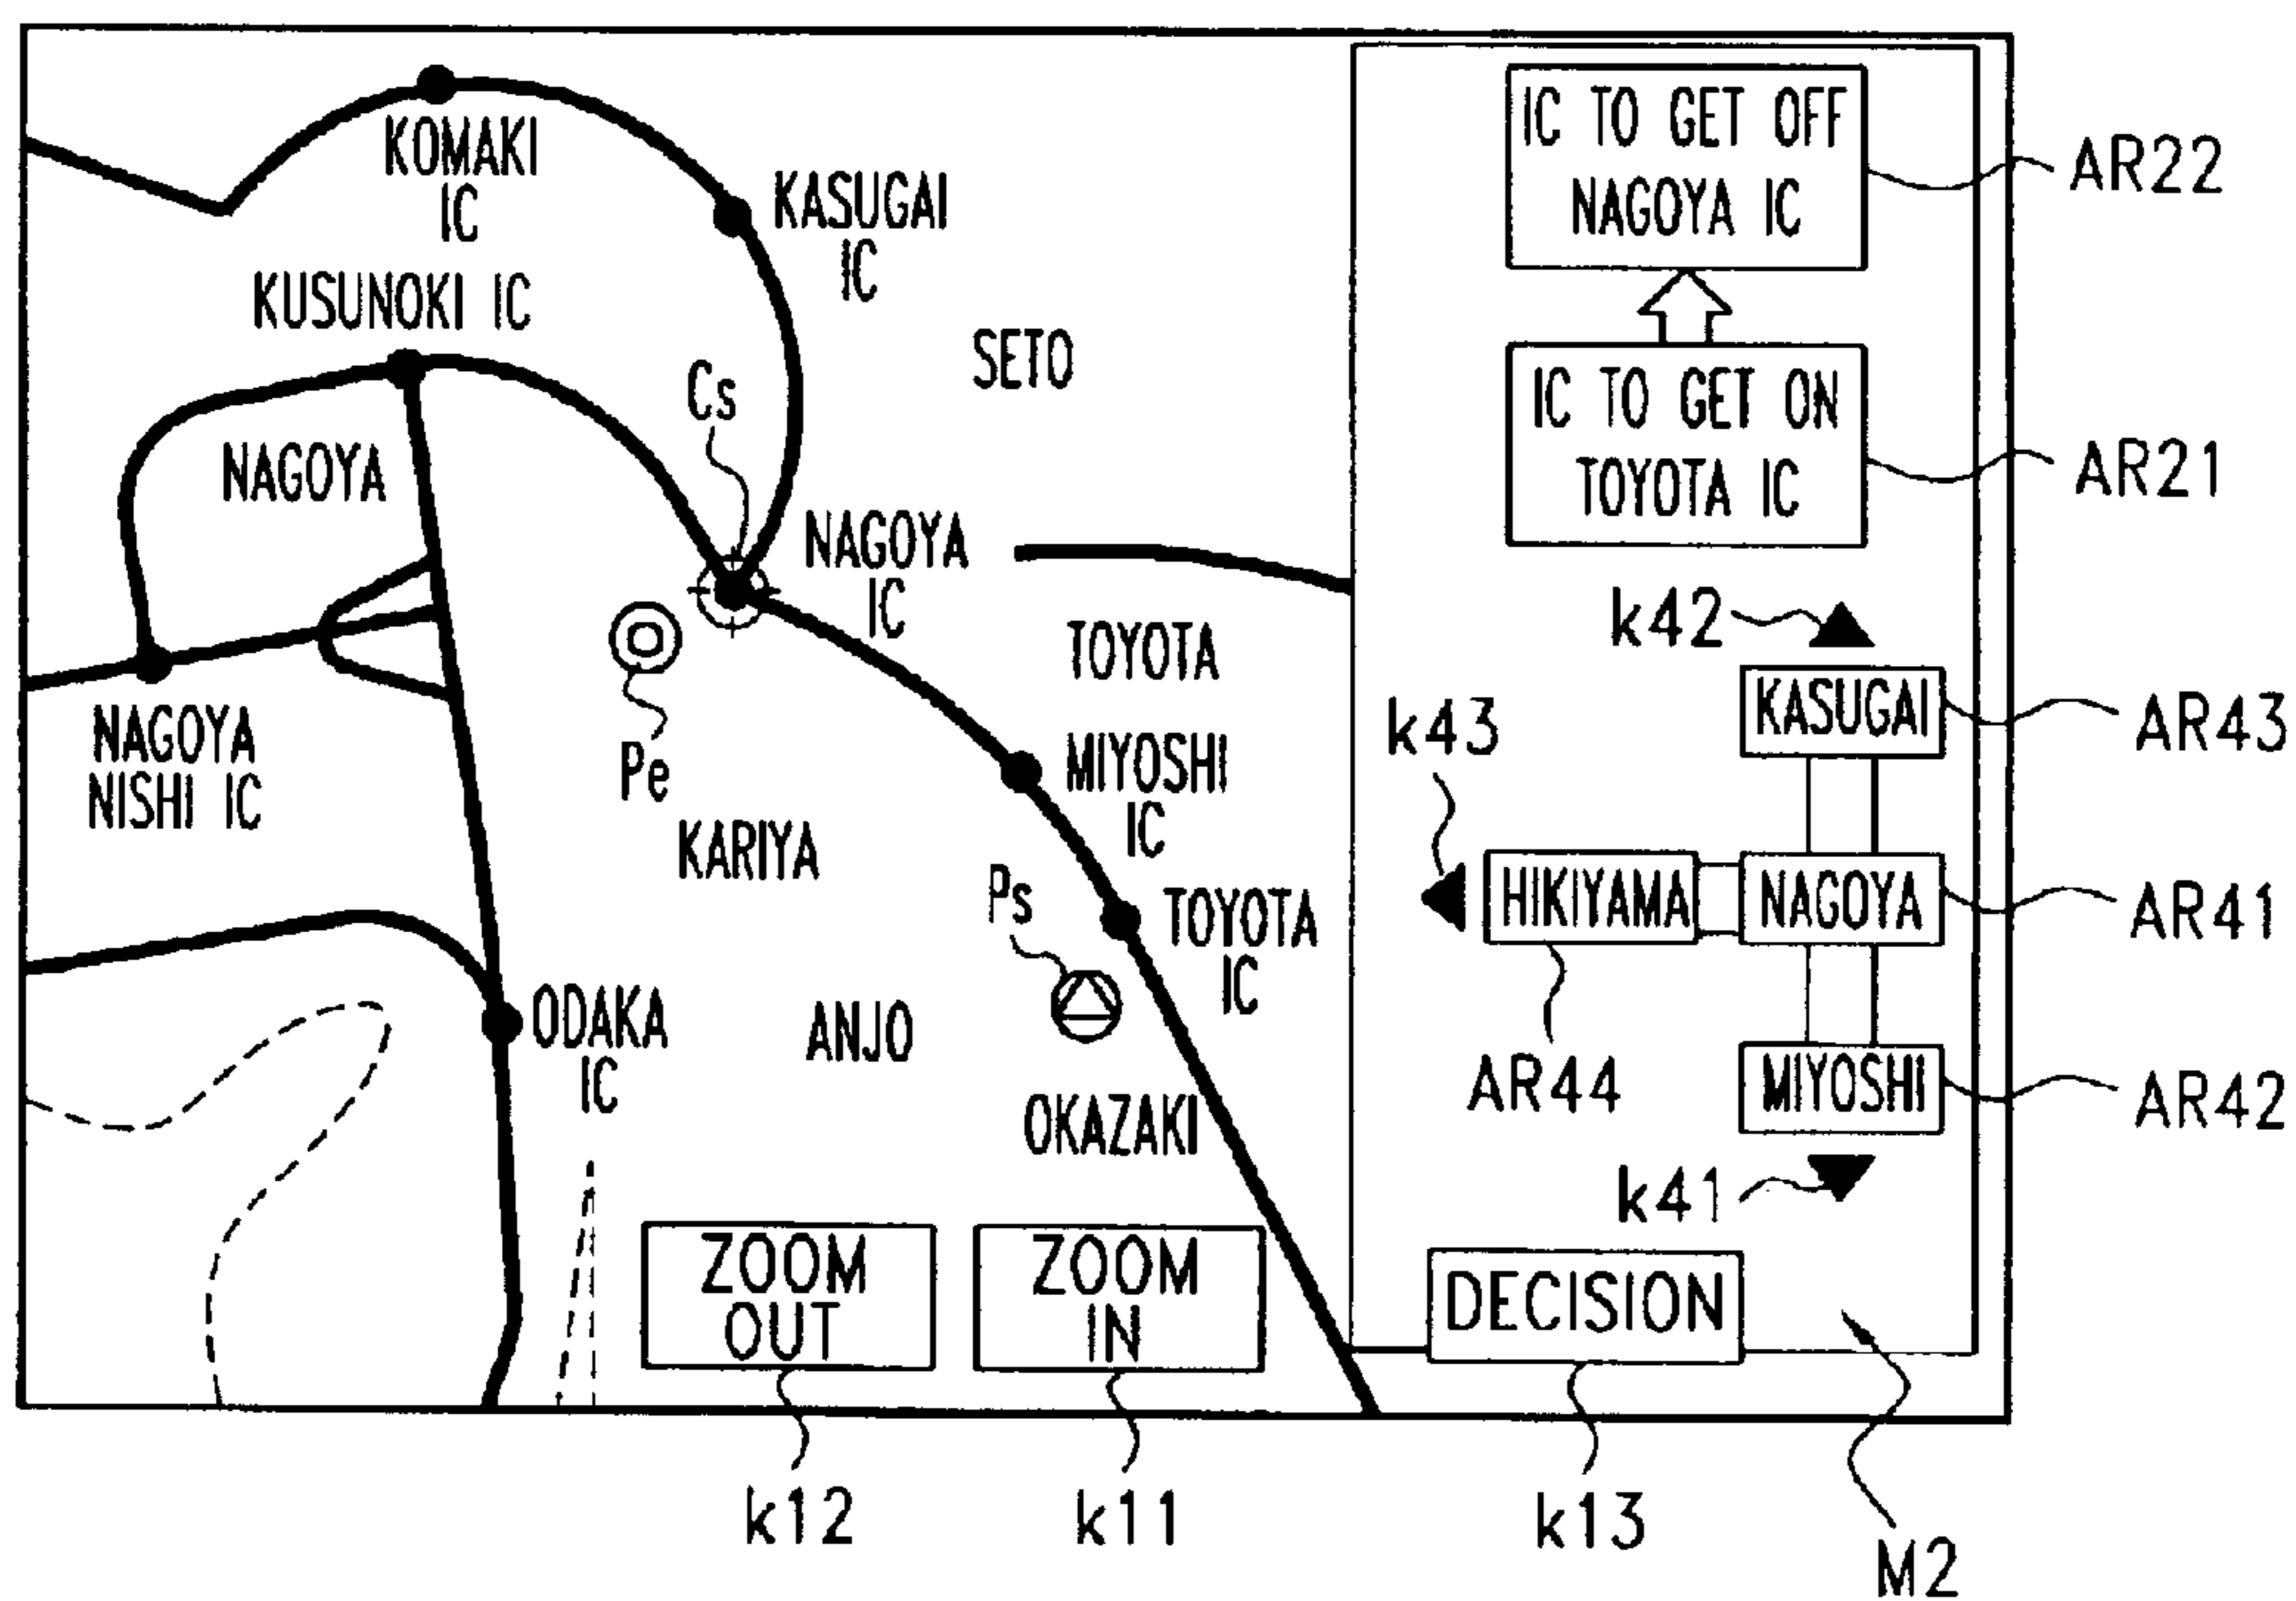 KOMAKI
IC
KASUGAI
IC
KUSUNOKI IC
Cs
SETO
NAGOYA
NAGOYA
IC
TOYOTA
NAGOYA
NISHI IC
Pe
MIYOSHI
IC
KARIYA
Ps
TOYOTA
IC
ODAKA
IC
ANJO
OKAZAKI
ZOOM
OUT
ZOOM
IN
IC TO GET OFF
NAGOYA IC
AR22
IC TO GET ON
TOYOTA IC
AR21
k42
KASUGAI
AR43
k43
HIKIYAMA
NAGOYA
AR41
AR44
MIYOSHI
AR42
k41
DECISION
k12
k11
k13
M2